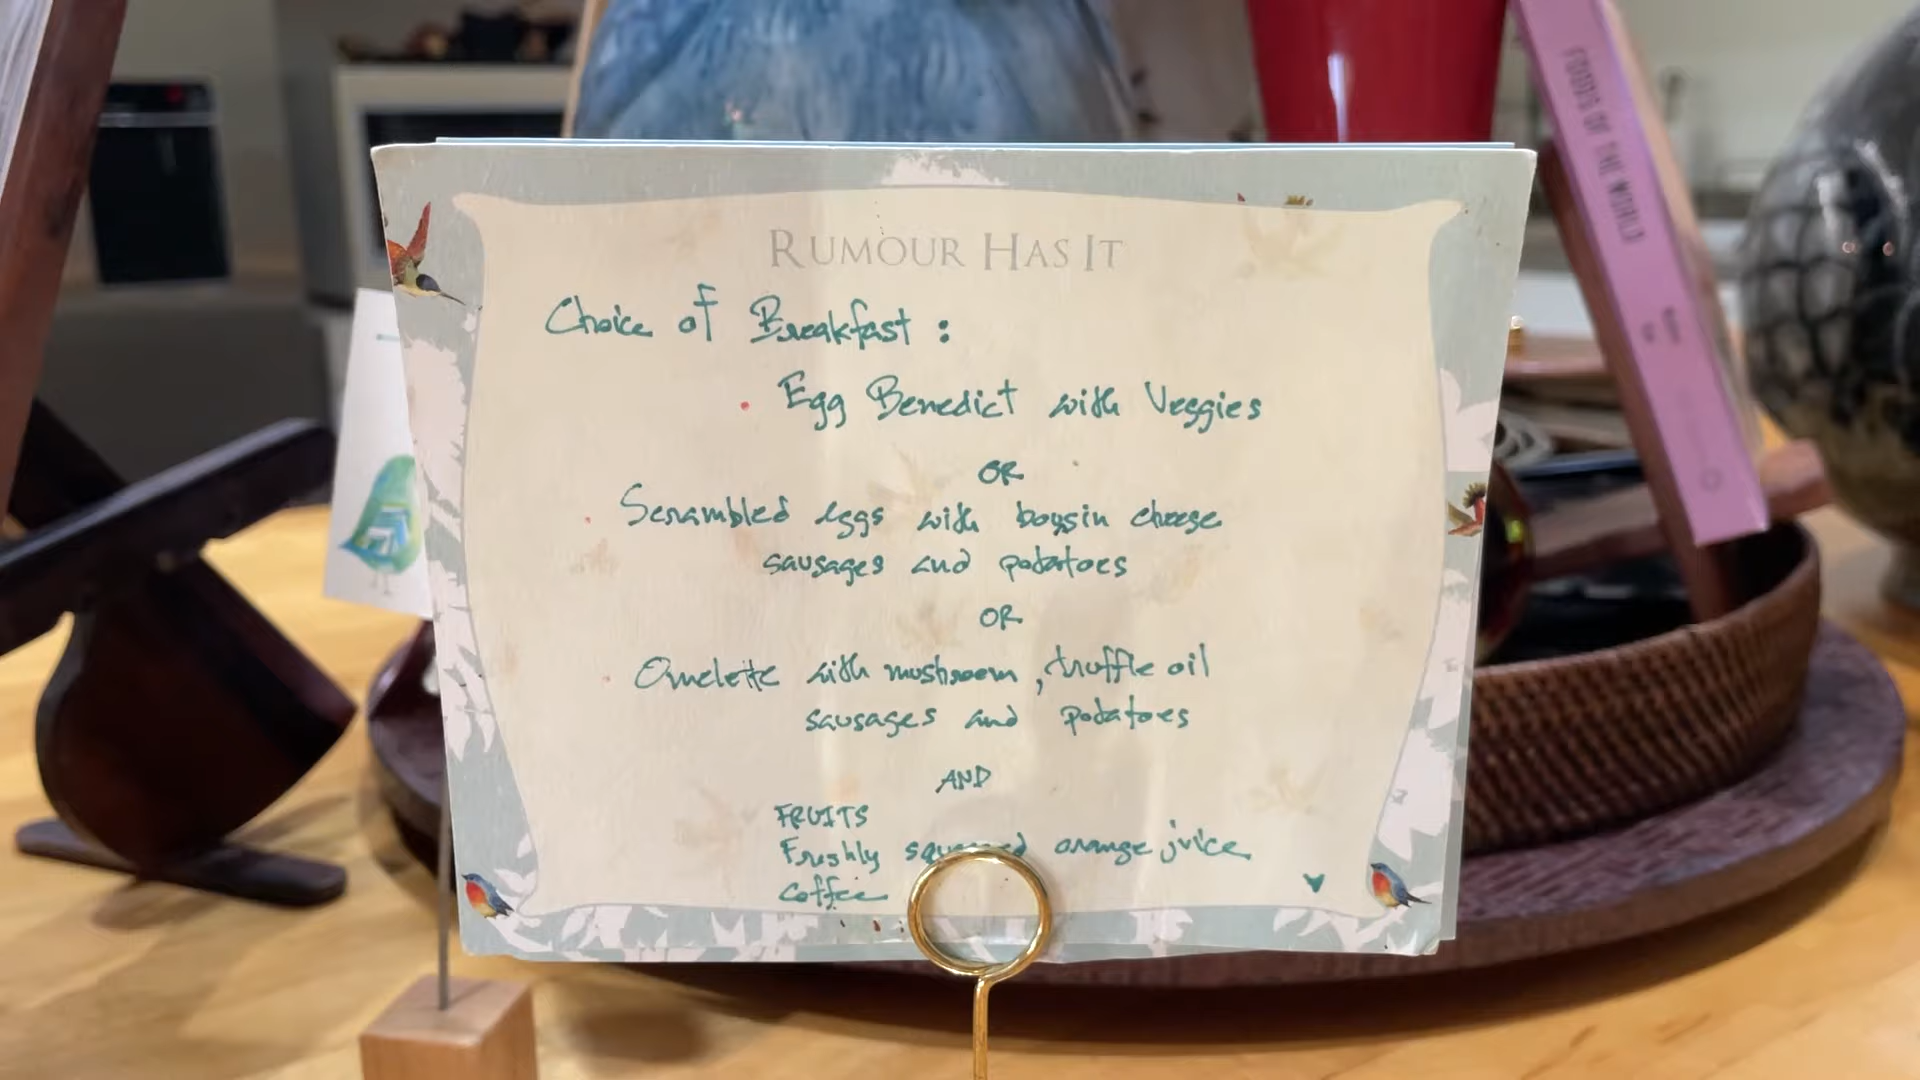 FOODS OF THE WORLD
RUMOUR HAS IT
Choice of Breakfast :
Egg Benedict with Veggies
OR
Scrambled eggs with boysin cheese
sausages and potatoes
OR
Omelette with mushroom, truffle oil
sausages and potatoes
AND
FRUITS
Freshly orange juice
Coffee